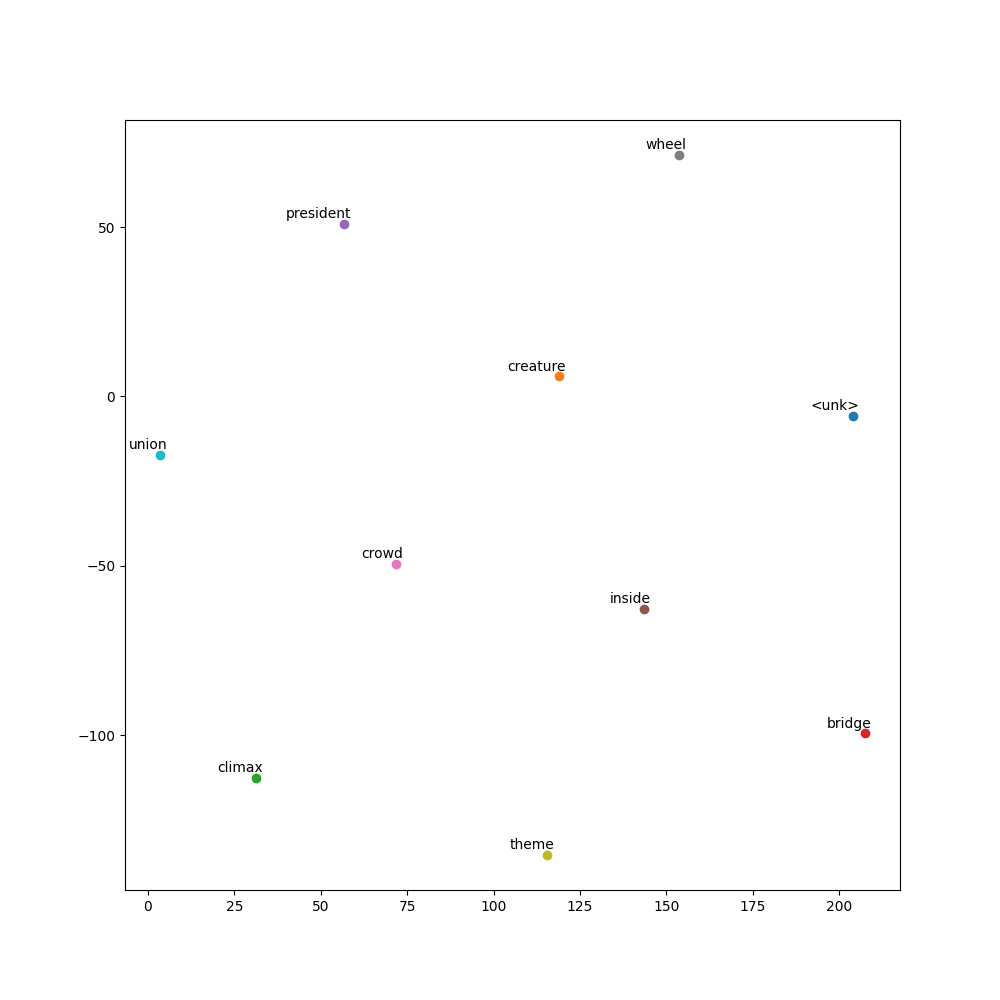 wheel
president
50
creature
0
<unk>
union
crowd
−50
inside
bridge
−100
climax
theme
0 25 50 75 100 125 150 175 200